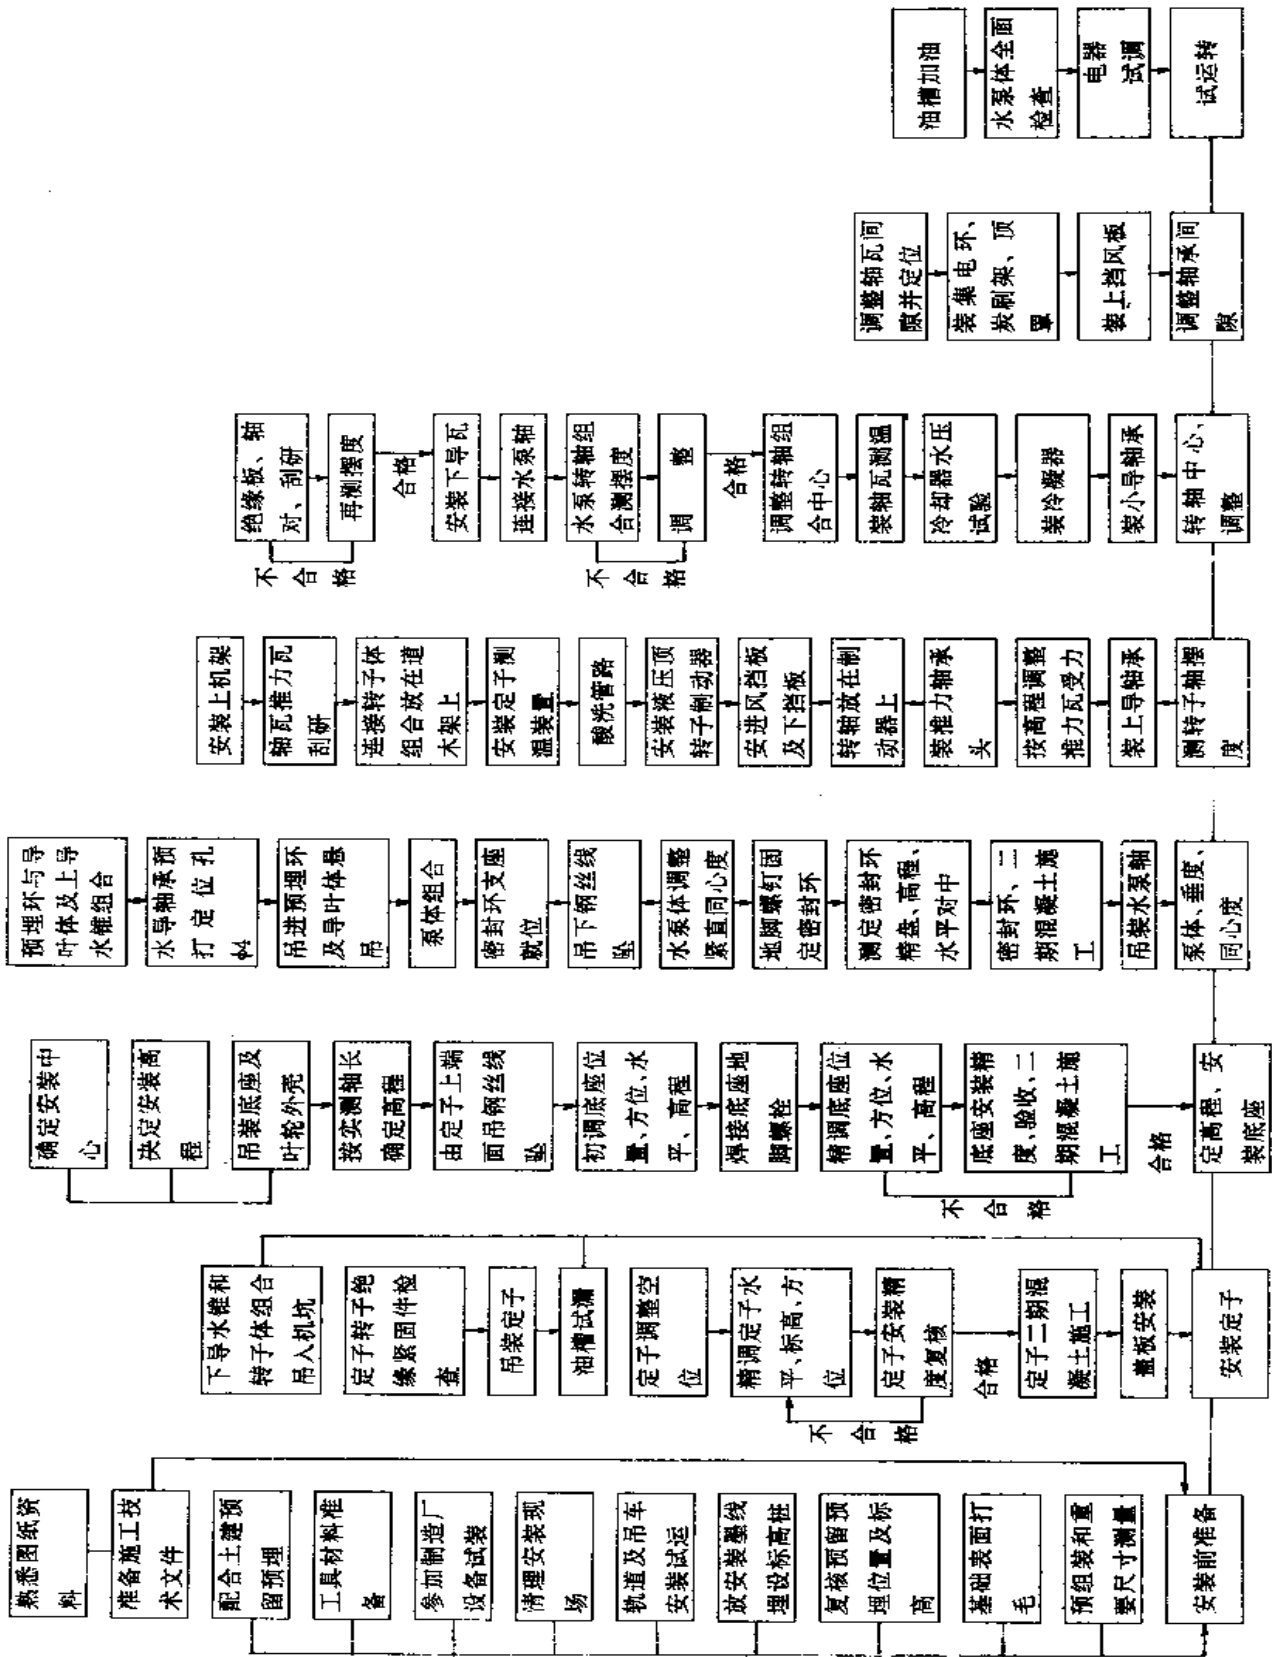 熟悉图纸资
料
准备施工技
术文件
配合土建预
留预埋
工具材料准
备
参加制造厂
设备试装
清理安装现
场
轨道及吊车
安装试运
放安装墨线
埋设标高桩
复核预留预
埋位置及标
高
基础表面打
毛
预组装和重
要尺寸测量
安装前准备
下导水锥和
转子体组合
吊入机坑
定子转子绝
缘紧固件检
查
吊装定子
油槽试漏
定子调整空
位
精调定子水
平、标高、方
位
定子安装精
度复核
不合格
合格
定子二期混
凝土施工
盖板安装
安装定子
确定安装中
心
决定安装高
程
吊装底座及
叶轮外壳
按实测轴长
确定高程
由定子上端
面吊钢丝线
坠
初调底座位
置、方位、水
平、高程
焊接底座地
脚螺栓
精调底座位
置、方位、水
平、高程
底座安装精
度、验收、二
期混凝土施
工
不合格
合格
定高程、安
装底座
预埋环与导
叶体及上导
水锥组合
水导轴承预
打定位孔
φ4
吊进预埋环
及导叶体悬
吊
泵体组合
密封环支座
就位
吊下钢丝线
坠
水泵体调整
紧直同心度
地脚螺钉固
定密封环
测定密封环
精盘、高程、
水平对中
密封环、二
期混凝土施
工
吊装水泵轴
泵体、垂度、
同心度
安装上机架
轴瓦推力瓦
刮研
连接转子体
组合放在道
木架上
安装定子测
温装置
酸洗管路
安装液压顶
转子制动器
安进风挡板
及下挡板
转轴放在制
动器上
装推力轴承
头
按高程调整
推力瓦受力
装上导轴承
测转子轴摆
度
绝缘板、轴
对、刮研
再测摆度
不合格
合格
安装下导瓦
连接水泵轴
水泵转轴组
合测摆度
调整
不合格
合格
调整转轴组
合中心
装轴瓦测温
冷却器水压
试验
装冷凝器
装小导轴承
转轴中心、
调整
调整轴瓦间
隙并定位
装集电环、
炭刷架、顶
罩
装上挡风板
调整轴承间
隙
油槽加油
水泵体全面
检查
电器
试调
试运转